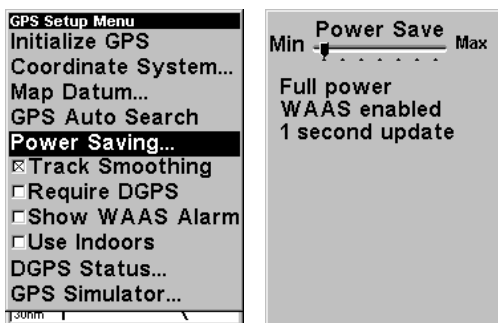 GPS Setup Menu
Initialize GPS
Coordinate System...
Map Datum...
GPS Auto Search
Power Saving...
Track Smoothing
Require DGPS
Show WAAS Alarm
Use Indoors
DGPS Status...
GPS Simulator...
30nm
Power Save
Min Max
Full power
WAAS enabled
1 second update